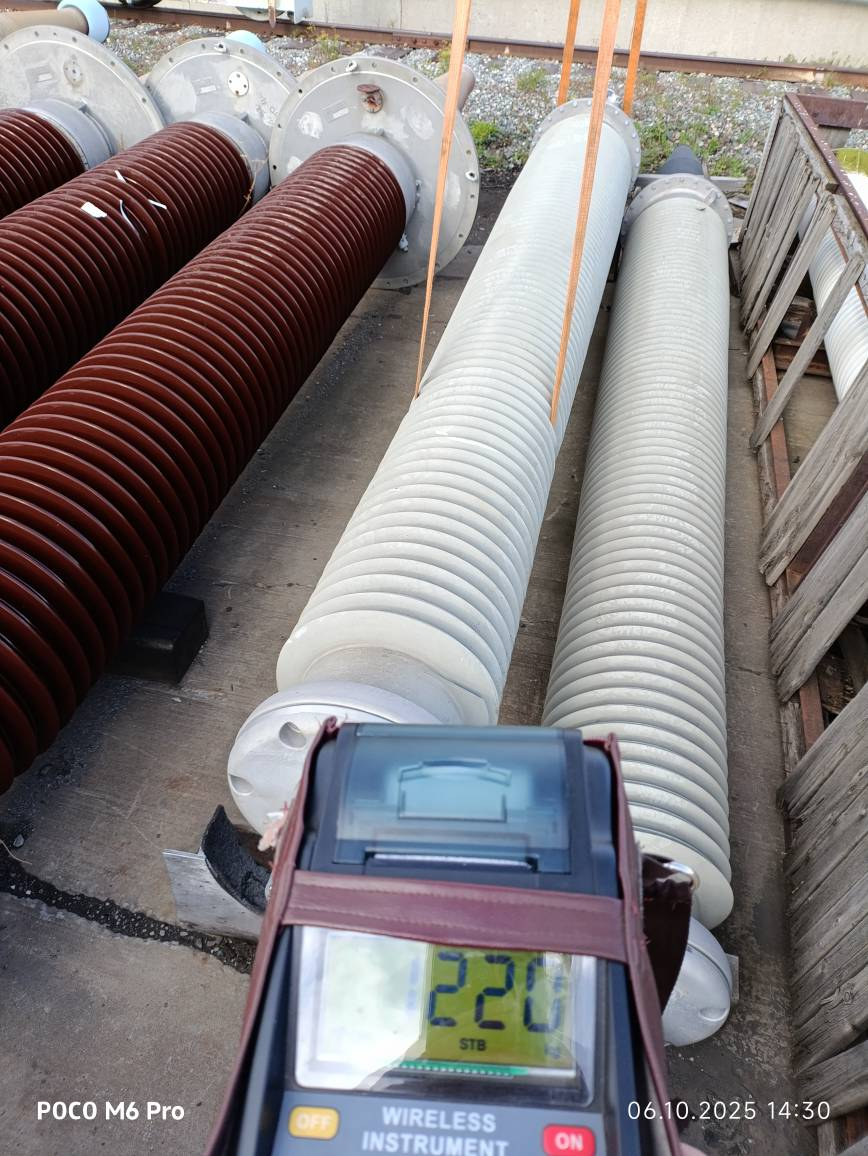 220
STB
OFF
WIRELESS
INSTRUMENT
ON
POCO M6 Pro
06.10.2025 14:30